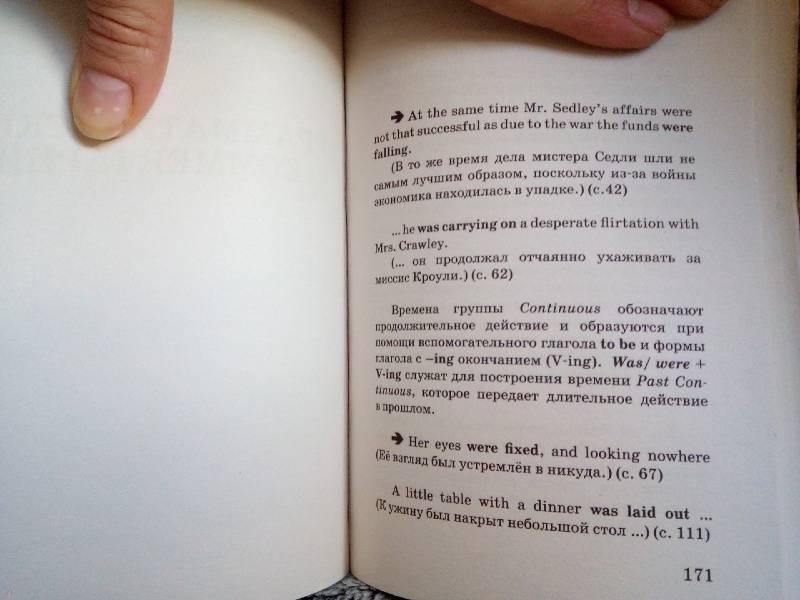 ➔ At the same time Mr. Sedley's affairs were
not that successful as due to the war the funds were
falling.
(В то же время дела мистера Седли шли не
самым лучшим образом, поскольку из-за войны
экономика находилась в упадке.) (с.42)
... he was carrying on a desperate flirtation with
Mrs. Crawley.
(... он продолжал отчаянно ухаживать за
миссис Кроули.) (с. 62)
Времена группы Continuous обозначают
продолжительное действие и образуются при
помощи вспомогательного глагола to be и формы
глагола с –ing окончанием (V-ing). Was/ were +
V-ing служат для построения времени Past Con-
tinuous, которое передает длительное действие
в прошлом.
➔ Her eyes were fixed, and looking nowhere
(Её взгляд был устремлён в никуда.) (с. 67)
A little table with a dinner was laid out ...
(К ужину был накрыт небольшой стол ...) (с. 111)
171